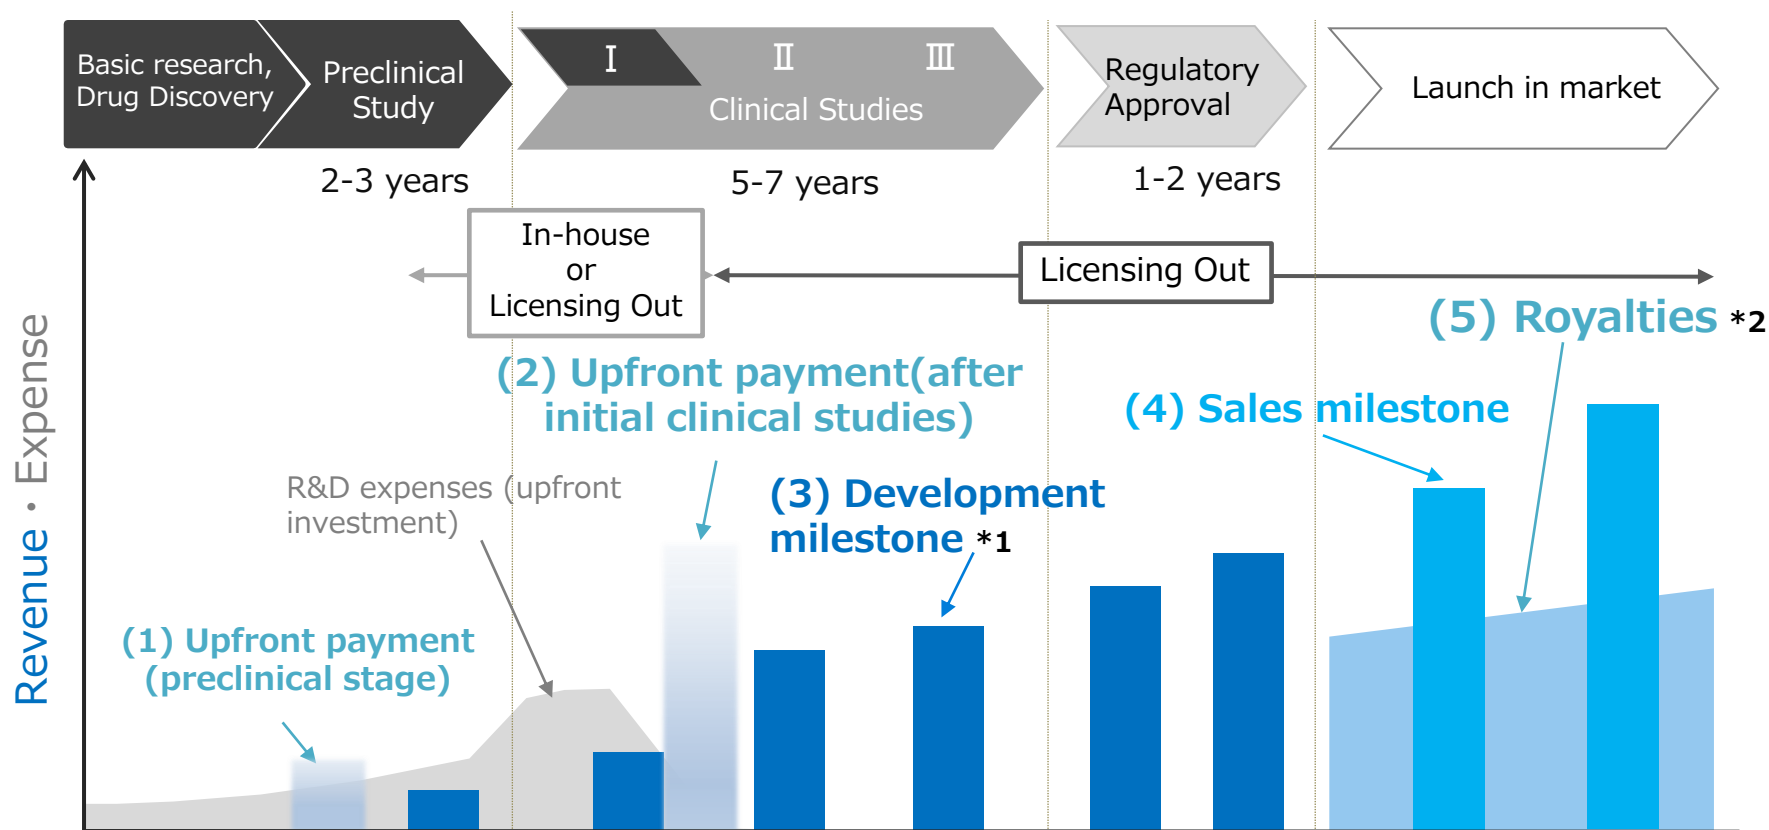 Basic research,
Drug Discovery
Preclinical
Study
Ⅰ
Ⅱ
Ⅲ
Clinical Studies
Regulatory
Approval
Launch in market
2-3 years
5-7 years
1-2 years
In-house
or
Licensing Out
Licensing Out
(5) Royalties *2
(2) Upfront payment(after
initial clinical studies)
(4) Sales milestone
R&D expenses (upfront
investment)
(3) Development
milestone *1
(1) Upfront payment
(preclinical stage)
Revenue・Expense